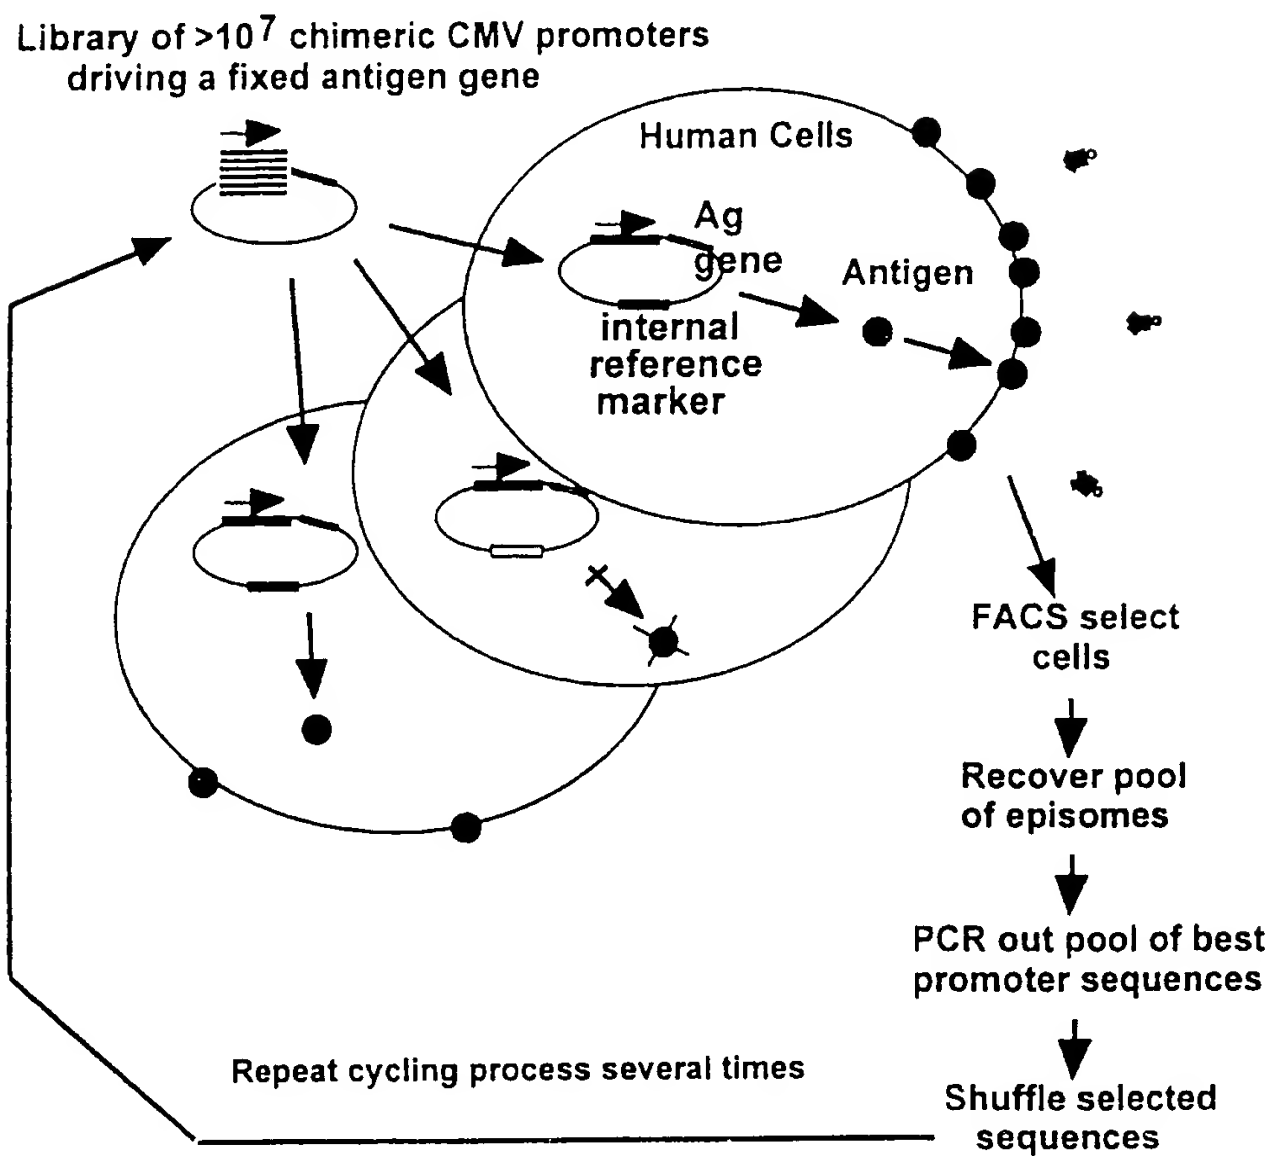 Library of >10⁷ chimeric CMV promoters
driving a fixed antigen gene
Human Cells
Ag
gene
Antigen
internal
reference
marker
FACS select
cells
Recover pool
of episomes
PCR out pool of best
promoter sequences
Shuffle selected
sequences
Repeat cycling process several times